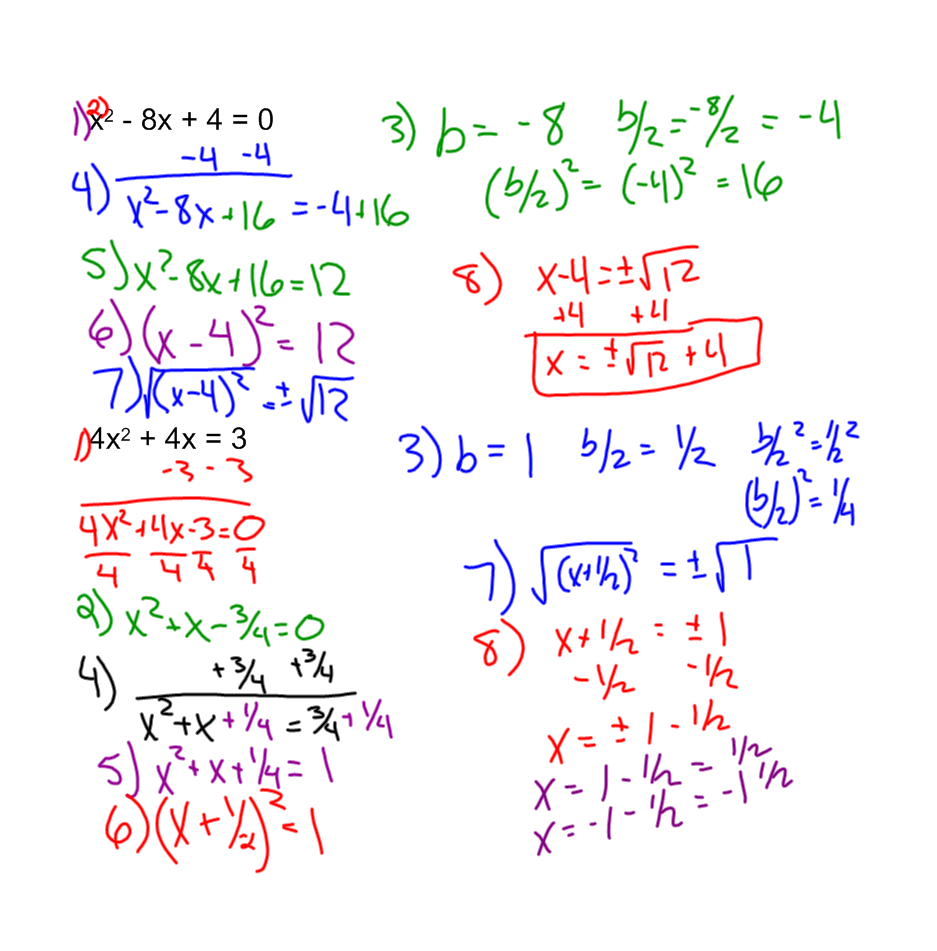 1) 2) x² - 8x + 4 = 0
-4 -4
4) x² - 8x + 16 = -4 + 16
5) x² - 8x + 16 = 12
6) (x - 4)² = 12
7) √(x-4)² = ± √12
3) b = -8 b/2 = -8/2 = -4
(b/2)² = (-4)² = 16
8) x - 4 = ± √12
+4 +4
x = ± √12 + 4
1) 4x² + 4x = 3
-3 - 3
4x² + 4x - 3 = 0
4 4 4 4
2) x² + x - 3/4 = 0
4) +3/4 +3/4
x² + x + 1/4 = 3/4 + 1/4
5) x² + x + 1/4 = 1
6) (x + 1/2)² = 1
3) b = 1 b/2 = 1/2 b/2² = 1/2²
(b/2)² = 1/4
7) √(x+1/2)² = ± √1
8) x + 1/2 = ± 1
-1/2 -1/2
x = ± 1 - 1/2
x = 1 - 1/2 = 1/2
x = -1 - 1/2 = -1 1/2